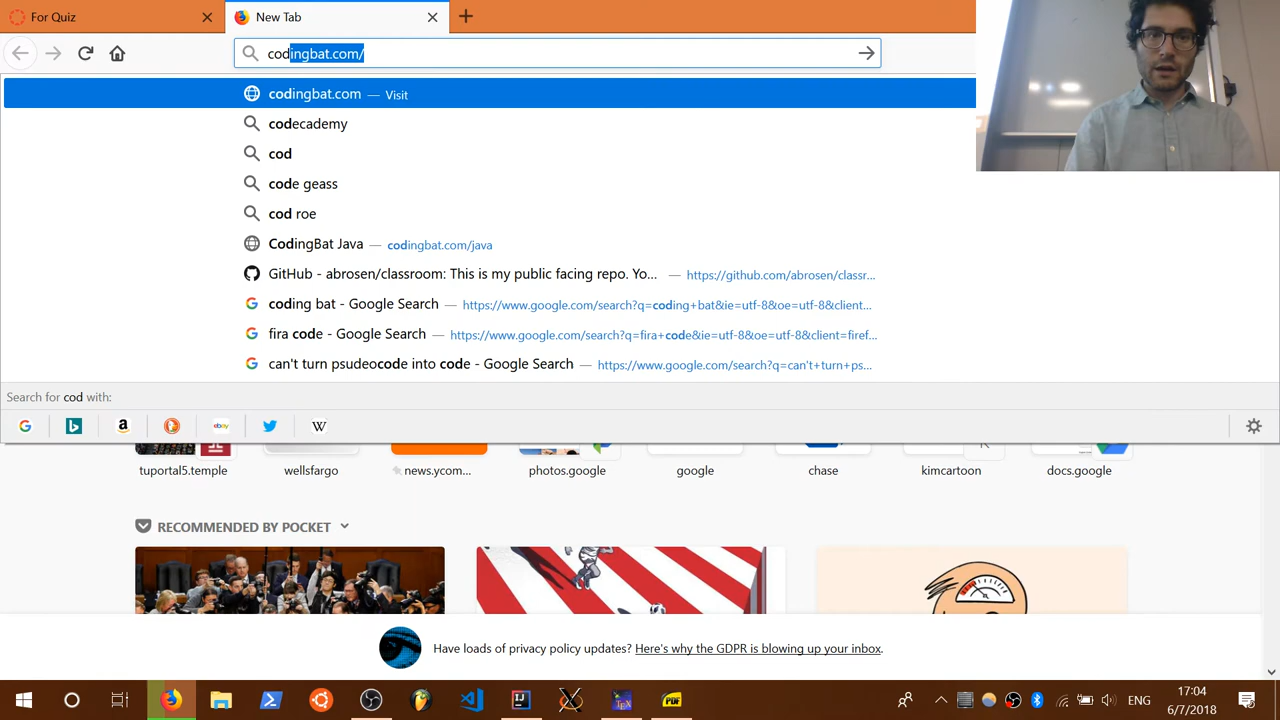 For Quiz
New Tab
codingbat.com/
codingbat.com — Visit
codecademy
cod
code geass
cod roe
CodingBat Java — codingbat.com/java
GitHub - abrosen/classroom: This is my public facing repo. Yo... — https://github.com/abrosen/classr...
coding bat - Google Search — https://www.google.com/search?q=coding+bat&ie=utf-8&oe=utf-8&client...
fira code - Google Search — https://www.google.com/search?q=fira+code&ie=utf-8&oe=utf-8&client=firef...
can't turn psudeocode into code - Google Search — https://www.google.com/search?q=can't+turn+ps...
Search for cod with:
tuportal5.temple wellsfargo news.ycom... photos.google google chase kimcartoon docs.google
RECOMMENDED BY POCKET
Have loads of privacy policy updates? Here's why the GDPR is blowing up your inbox.
ENG
17:04
6/7/2018